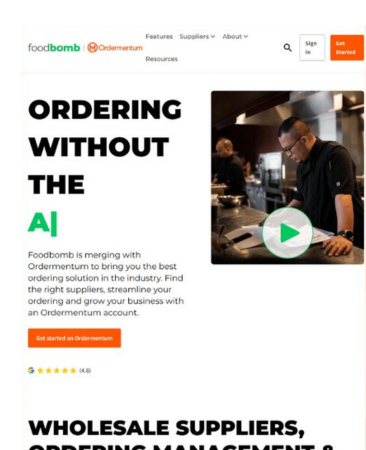 Features Suppliers About
foodbomb | M Ordermentum
Resources
Sign
In
Get
Started
ORDERING
WITHOUT
THE
A
Foodbomb is merging with
Ordermentum to bring you the best
ordering solution in the industry. Find
the right suppliers, streamline your
ordering and grow your business with
an Ordermentum account.
Get started on Ordermentum
G ★★★★★ (4.8)
WHOLESALE SUPPLIERS,
ORDERING MANAGEMENT &